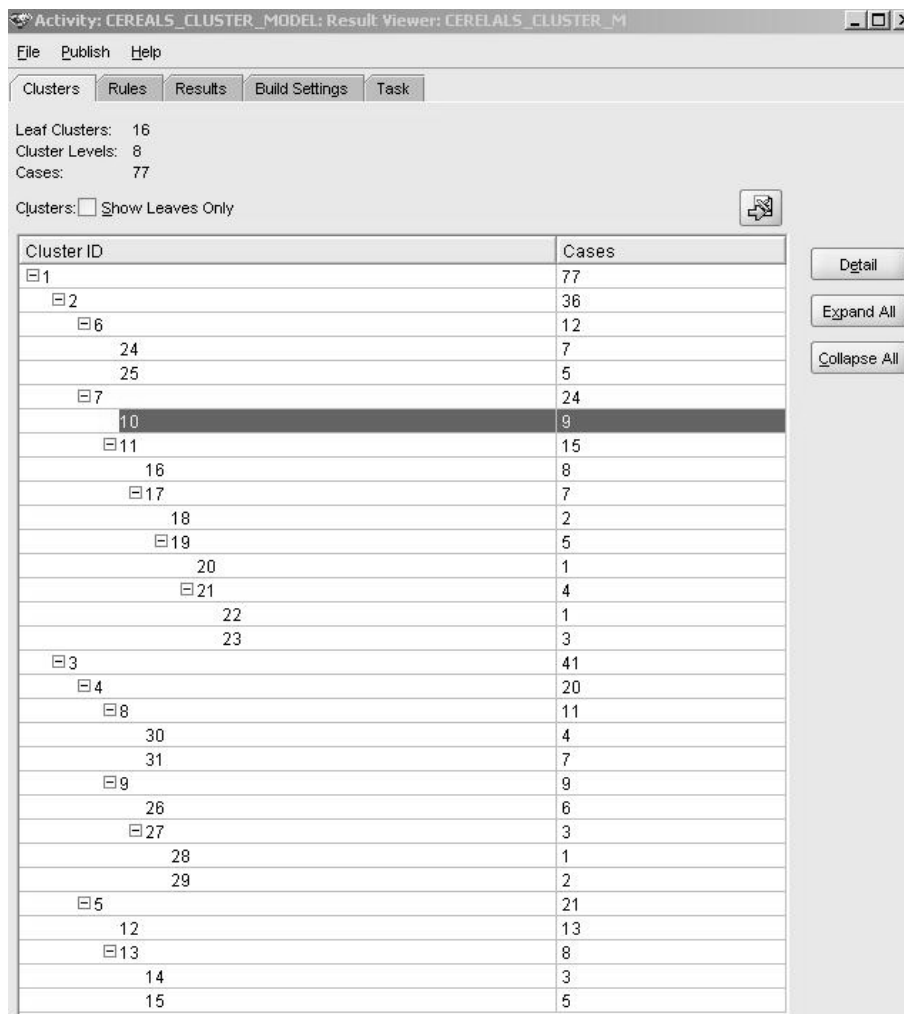 Activity: CEREALS_CLUSTER_MODEL: Result Viewer: CERELALS_CLUSTER_M
File Publish Help
Clusters Rules Results Build Settings Task
Leaf Clusters: 16
Cluster Levels: 8
Cases: 77
Clusters: Show Leaves Only
Cluster ID Cases
1 77
2 36
6 12
24 7
25 5
7 24
10 9
11 15
16 8
17 7
18 2
19 5
20 1
21 4
22 1
23 3
3 41
4 20
8 11
30 4
31 7
9 9
26 6
27 3
28 1
29 2
5 21
12 13
13 8
14 3
15 5
Detail
Expand All
Collapse All